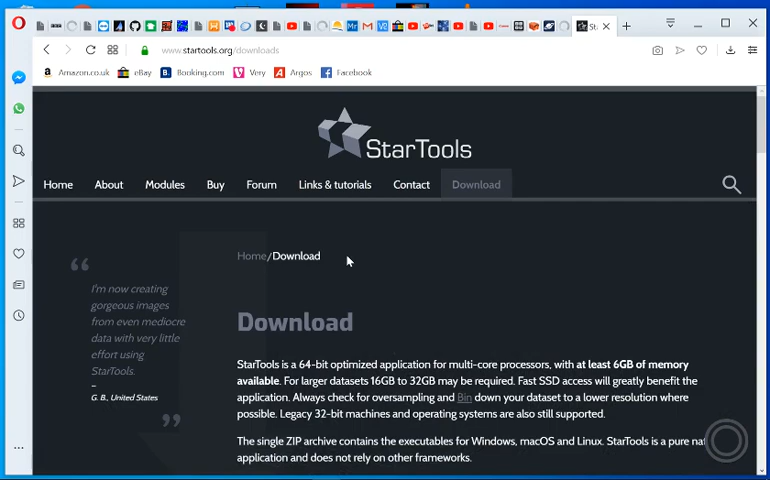 Sta
www.startools.org/downloads
Amazon.co.uk eBay Booking.com Very Argos Facebook
StarTools
Home About Modules Buy Forum Links & tutorials Contact Download
Home/Download
“
I'm now creating
gorgeous images
from even mediocre
data with very little
effort using
StarTools.
–
G. B., United States
”
Download
StarTools is a 64-bit optimized application for multi-core processors, with at least 6GB of memory
available. For larger datasets 16GB to 32GB may be required. Fast SSD access will greatly benefit the
application. Always check for oversampling and Bin down your dataset to a lower resolution where
possible. Legacy 32-bit machines and operating systems are also still supported.
The single ZIP archive contains the executables for Windows, macOS and Linux. StarTools is a pure nat
application and does not rely on other frameworks.